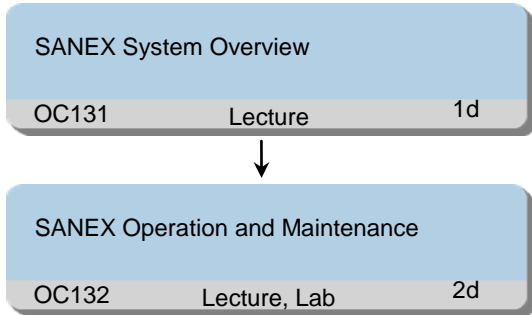 SANEX System Overview
OC131 Lecture 1d
SANEX Operation and Maintenance
OC132 Lecture, Lab 2d